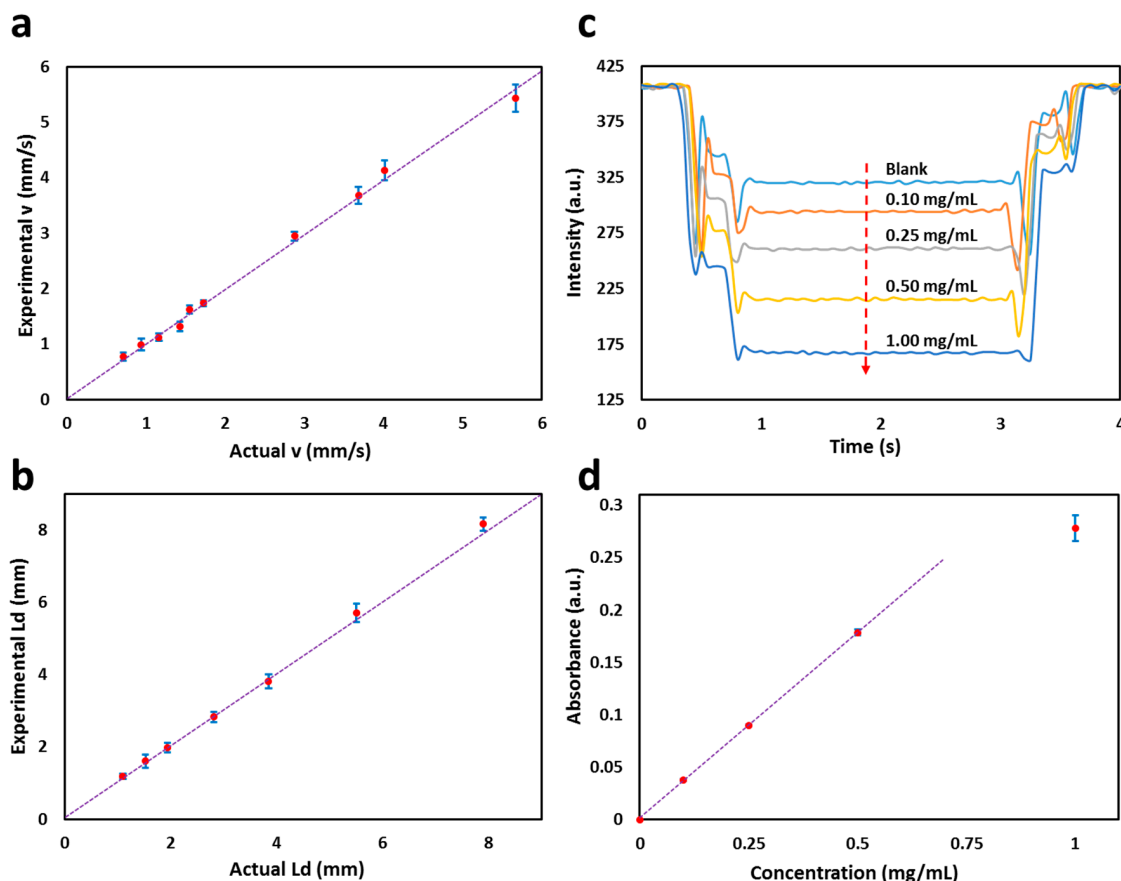 a
6
5
4
3
2
1
0
Experimental v (mm/s)
0 1 2 3 4 5 6
Actual v (mm/s)
c
425
375
325
275
225
175
125
Intensity (a.u.)
Blank
0.10 mg/mL
0.25 mg/mL
0.50 mg/mL
1.00 mg/mL
0 1 2 3 4
Time (s)
b
8
6
4
2
0
Experimental Ld (mm)
0 2 4 6 8
Actual Ld (mm)
d
0.3
0.25
0.2
0.15
0.1
0.05
0
Absorbance (a.u.)
0 0.25 0.5 0.75 1
Concentration (mg/mL)